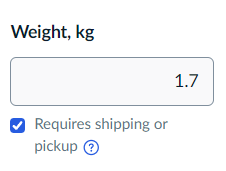 Weight, kg
1.7
Requires shipping or
pickup ?